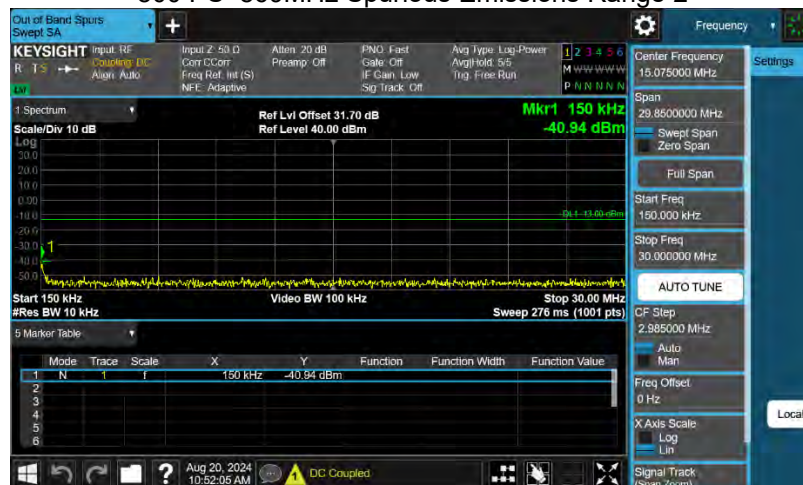 Out of Band Spurs
Swept SA
Frequency
KEYSIGHT
R T S
LXI
Input: RF
Coupling: DC
Align: Auto
Input Z: 50 Ω
Corr CCorr
Freq Ref: Int (S)
NFE: Adaptive
Atten: 20 dB
Preamp: Off
PNO: Fast
Gate: Off
IF Gain: Low
Sig Track: Off
Avg Type: Log-Power
Avg|Hold: 5/5
Trig: Free Run
1 2 3 4 5 6
M W W W W W
P N N N N N
1 Spectrum
Scale/Div 10 dB
Ref Lvl Offset 31.70 dB
Ref Level 40.00 dBm
Mkr1 150 kHz
-40.94 dBm
Log
30.0
20.0
10.0
0.00
-10.0
-20.0
-30.0
-40.0
-50.0
1
DL1 -13.00 dBm
Start 150 kHz
#Res BW 10 kHz
Video BW 100 kHz
Stop 30.00 MHz
Sweep 276 ms (1001 pts)
5 Marker Table
Mode Trace Scale X Y Function Function Width Function Value
1 N 1 f 150 kHz -40.94 dBm
2
3
4
5
6
Aug 20, 2024
10:52:05 AM
DC Coupled
Center Frequency
15.075000 MHz
Span
29.8500000 MHz
Swept Span
Zero Span
Full Span
Start Freq
150.000 kHz
Stop Freq
30.000000 MHz
AUTO TUNE
CF Step
2.985000 MHz
Auto
Man
Freq Offset
0 Hz
X Axis Scale
Log
Lin
Signal Track
(Span Zoom)
Settings
Local